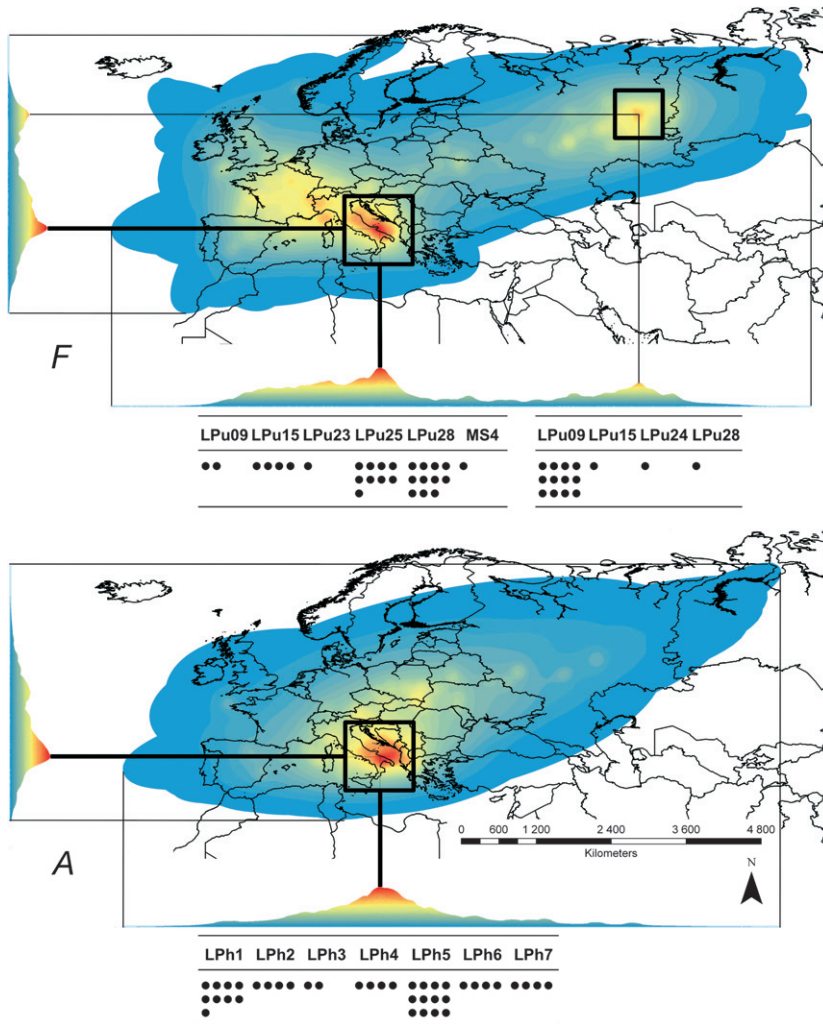 F
LPu09 LPu15 LPu23 LPu25 LPu28 MS4
LPu09 LPu15 LPu24 LPu28
0 600 1 200 2 400 3 600 4 800
Kilometers
N
A
LPh1 LPh2 LPh3 LPh4 LPh5 LPh6 LPh7